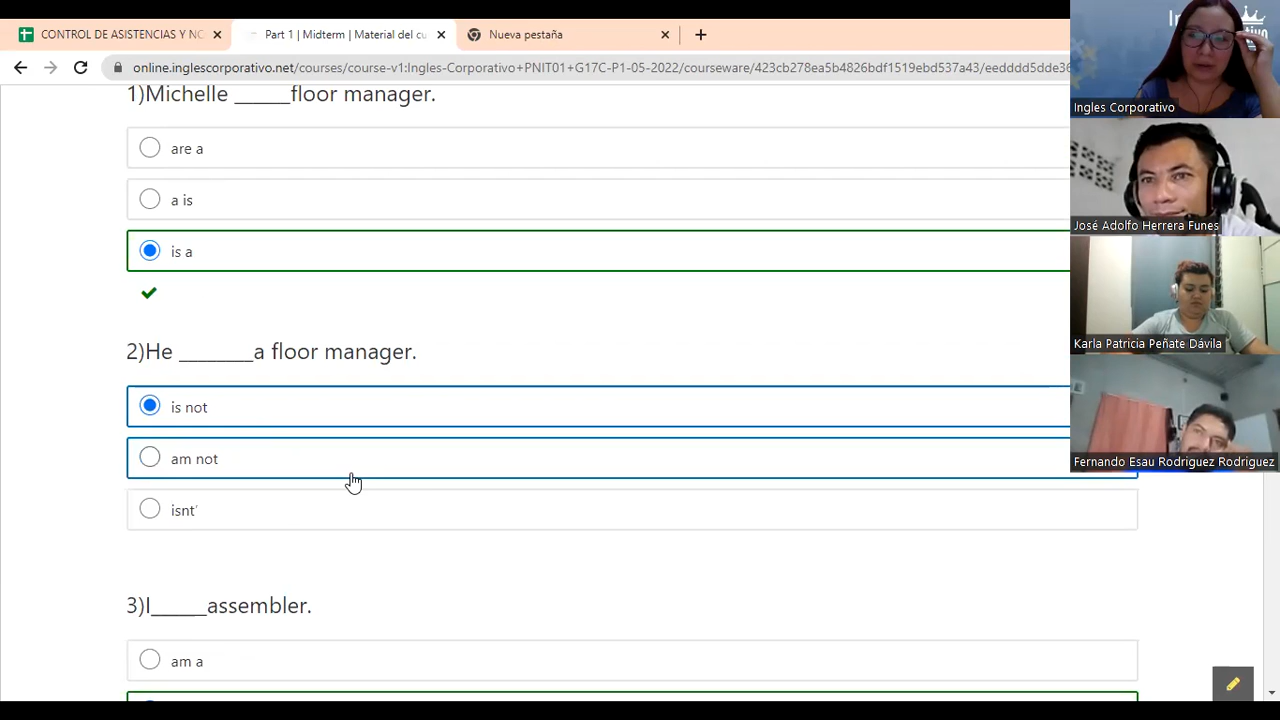 CONTROL DE ASISTENCIAS Y NC
Part 1 | Midterm | Material del cu
Nueva pestaña
online.inglescorporativo.net/courses/course-v1:Ingles-Corporativo+PNIT01+G17C-P1-05-2022/courseware/423cb278ea5b4826bdf1519ebd537a43/eedddd5dde36
Ingles Corporativo
José Adolfo Herrera Funes
Karla Patricia Peñate Dávila
Fernando Esau Rodriguez Rodriguez
1)Michelle ______floor manager.
are a
a is
is a
2)He ________a floor manager.
is not
am not
isnt'
3)I______assembler.
am a